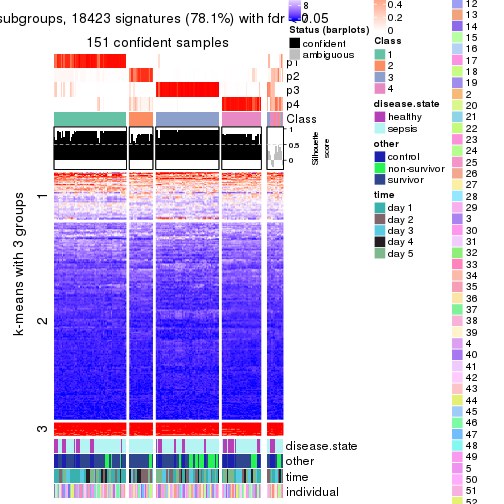 subgroups, 18423 signatures (78.1%) with fdr < 0.05
151 confident samples
p1
p2
p3
p4
Class
1
0.5
0
Silhouette
score
k-means with 3 groups
1
2
3
disease.state
other
time
individual
8
0
Status (barplots)
confident
ambiguous
0.4
0.2
0
Class
1
2
3
4
disease.state
healthy
sepsis
other
control
non-survivor
survivor
time
day 1
day 2
day 3
day 4
day 5
12
13
14
15
16
17
18
19
2
20
21
22
23
24
25
26
27
28
29
3
30
31
32
33
34
35
36
37
38
39
4
40
41
42
43
44
45
46
47
48
49
5
50
51
52